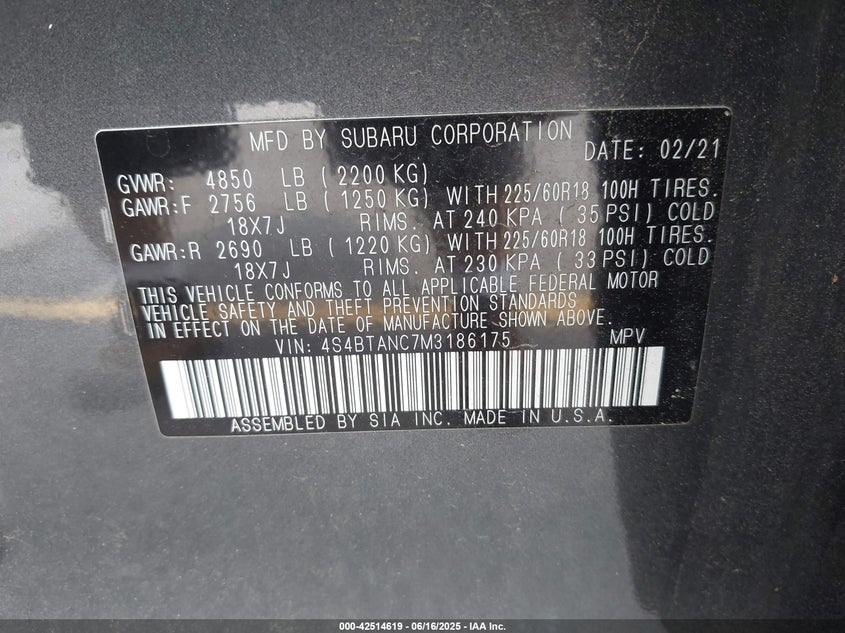 MFD BY SUBARU CORPORATION DATE: 02/21
GVWR: 4850 LB ( 2200 KG)
GAWR:F 2756 LB ( 1250 KG) WITH 225/60R18 100H TIRES.
18X7J RIMS. AT 240 KPA ( 35 PSI) COLD
GAWR:R 2690 LB ( 1220 KG) WITH 225/60R18 100H TIRES.
18X7J RIMS. AT 230 KPA ( 33 PSI) COLD
THIS VEHICLE CONFORMS TO ALL APPLICABLE FEDERAL MOTOR
VEHICLE SAFETY AND THEFT PREVENTION STANDARDS
IN EFFECT ON THE DATE OF MANUFACTURE SHOWN ABOVE.
VIN: 4S4BTANC7M3186175 MPV
ASSEMBLED BY SIA INC. MADE IN U.S.A.
000-42514619 - 06/16/2025 - IAA Inc.